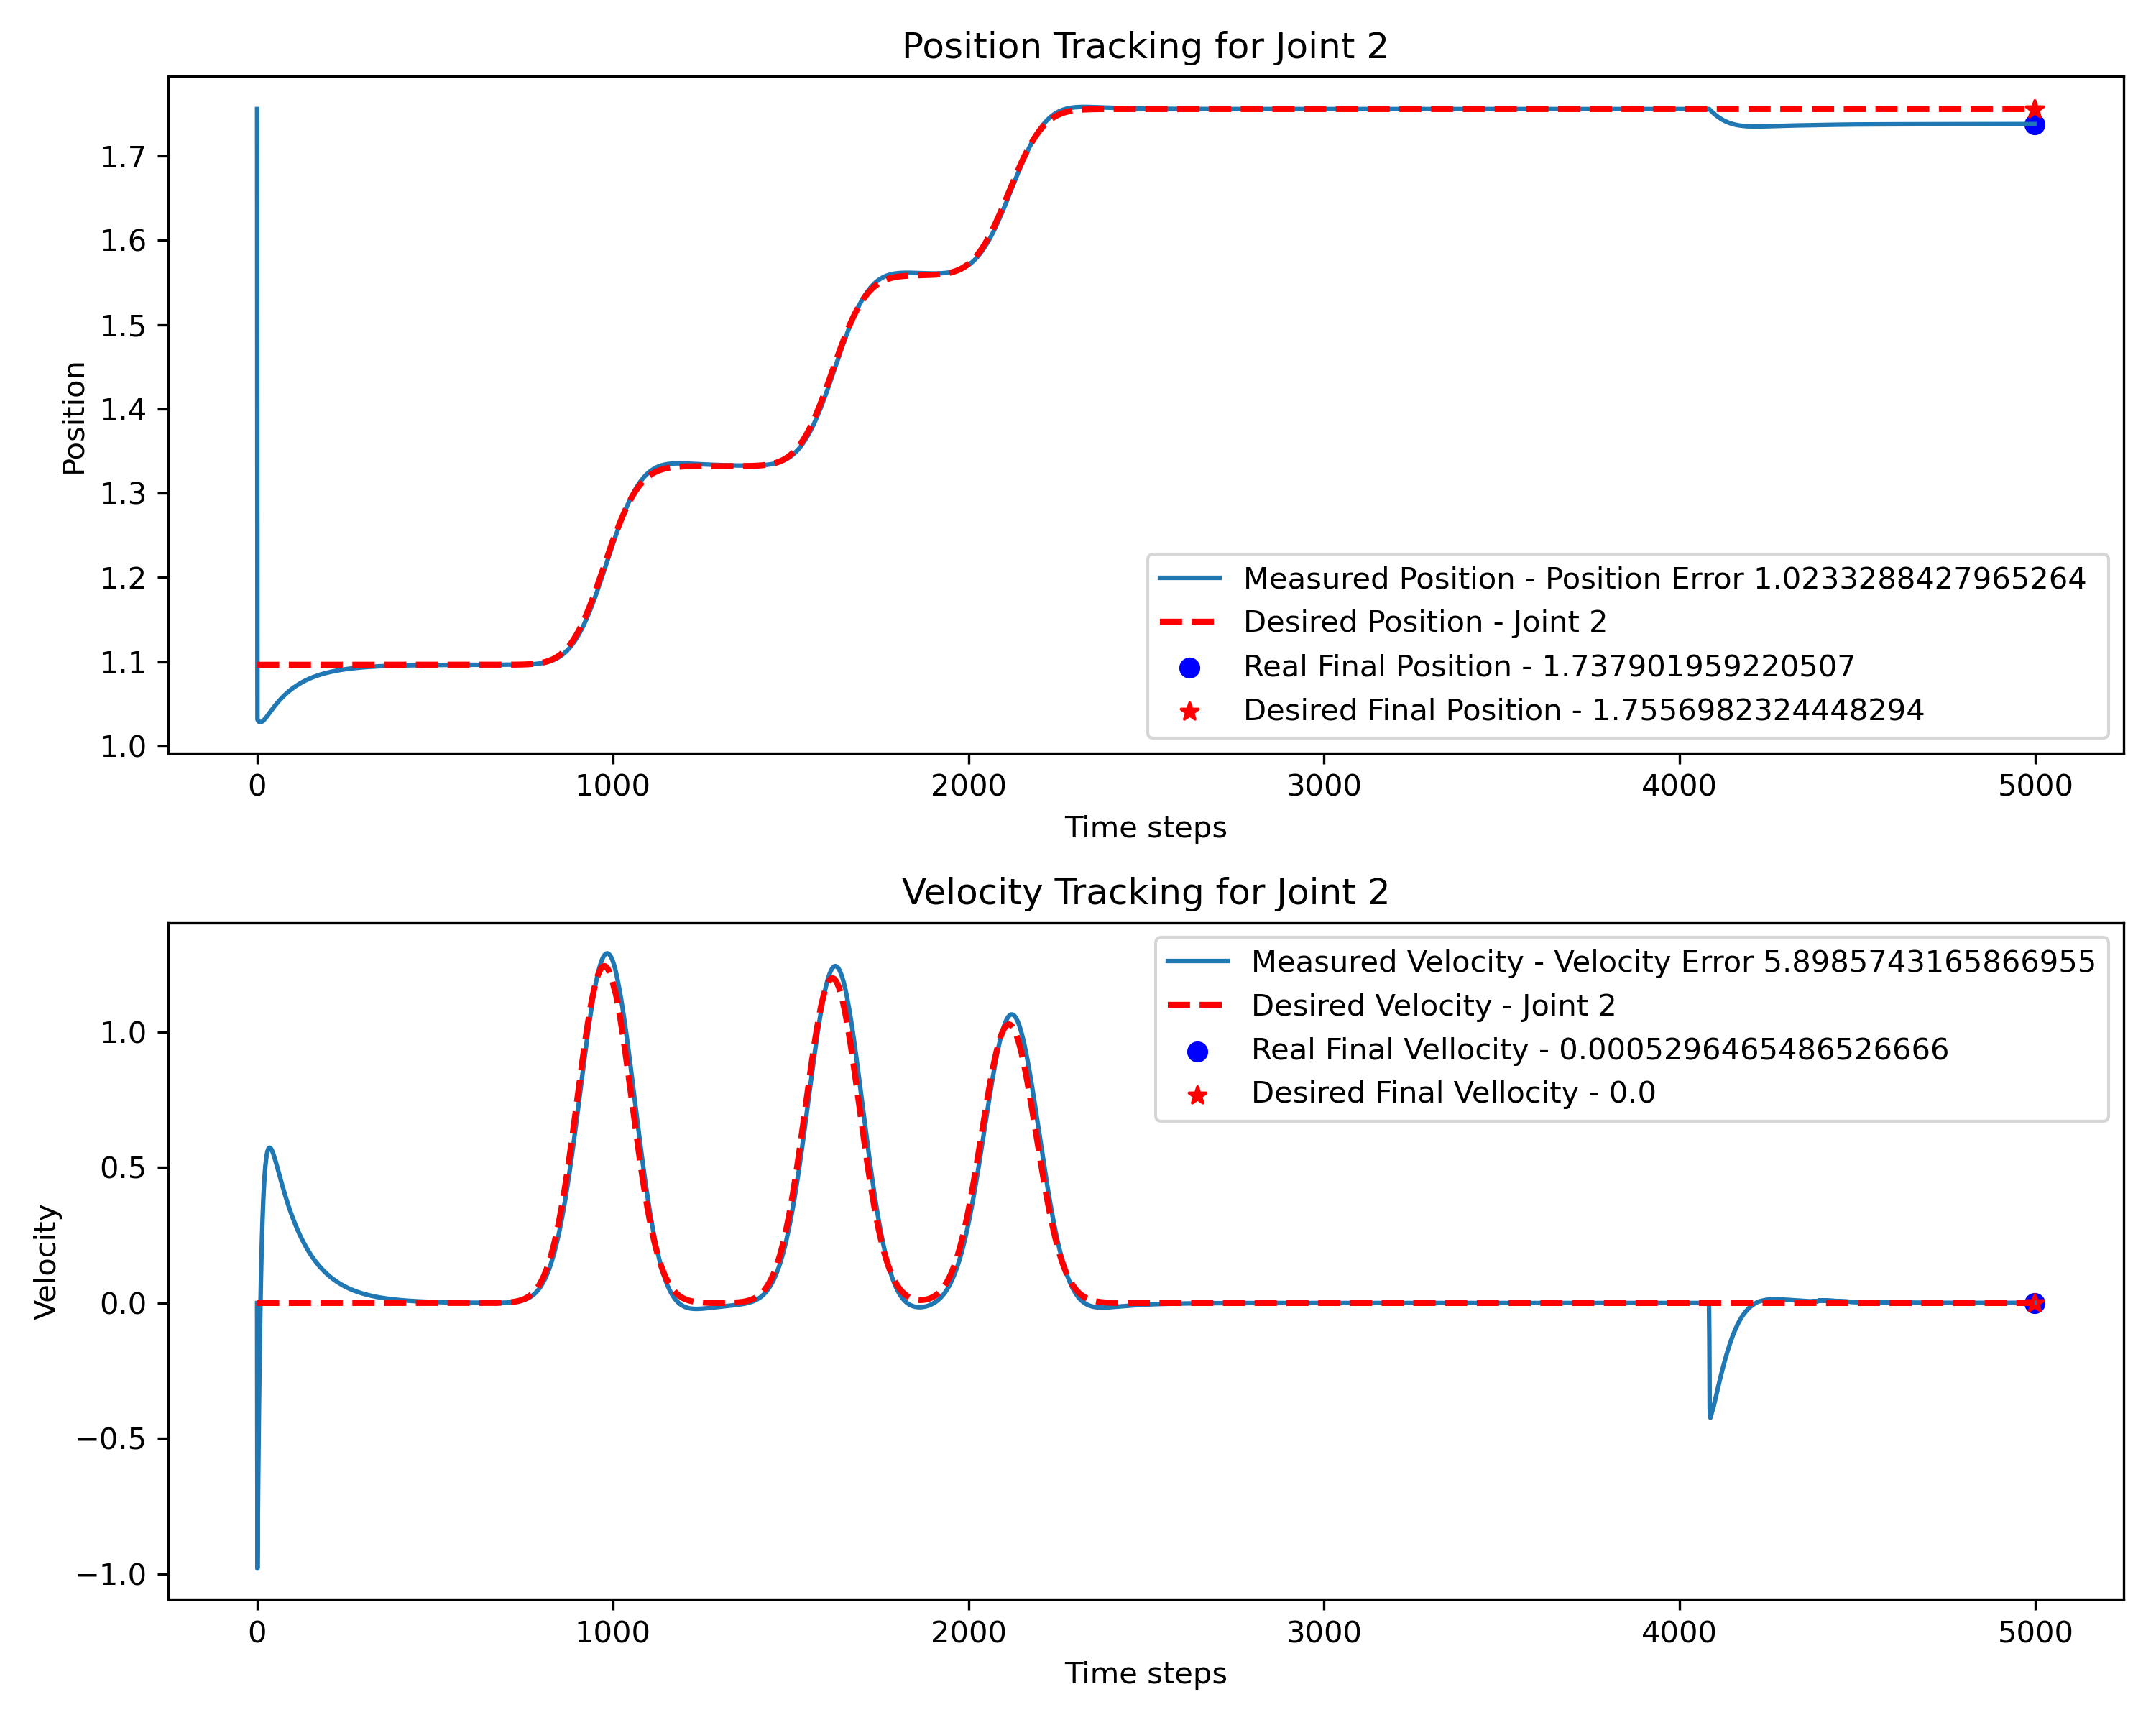 Position Tracking for Joint 2
Position
1.7
1.6
1.5
1.4
1.3
1.2
1.1
1.0
Measured Position - Position Error 1.0233288427965264
Desired Position - Joint 2
Real Final Position - 1.737901959220507
Desired Final Position - 1.7556982324448294
0 1000 2000 3000 4000 5000
Time steps
Velocity Tracking for Joint 2
Velocity
1.0
0.5
0.0
−0.5
−1.0
Measured Velocity - Velocity Error 5.8985743165866955
Desired Velocity - Joint 2
Real Final Vellocity - 0.0005296465486526666
Desired Final Vellocity - 0.0
0 1000 2000 3000 4000 5000
Time steps